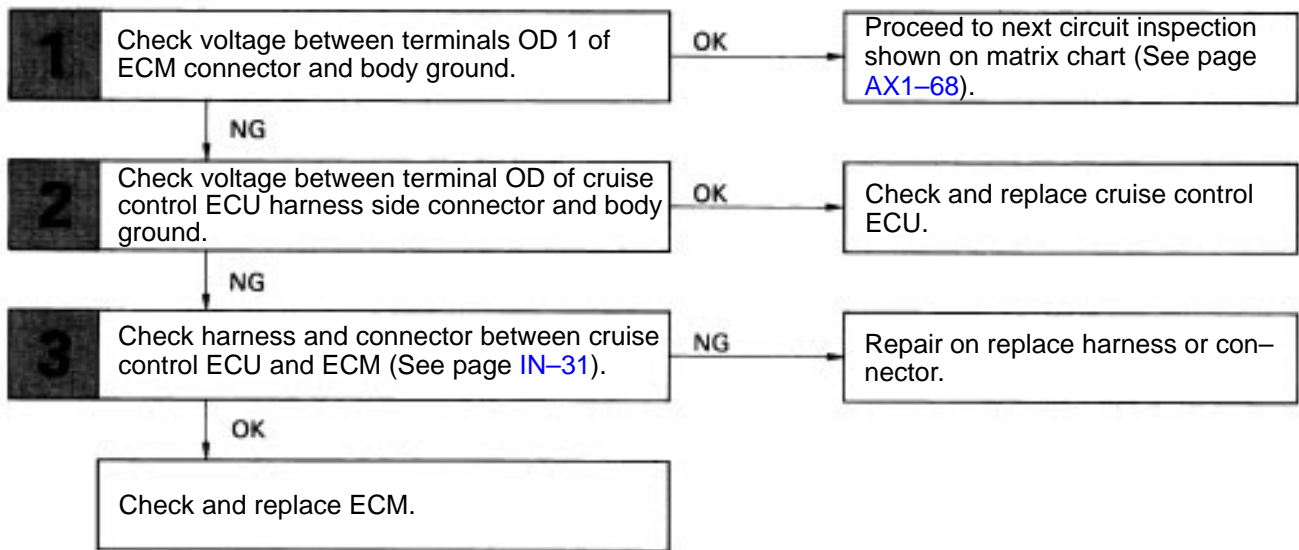 1
Check voltage between terminals OD 1 of
ECM connector and body ground.
OK
Proceed to next circuit inspection
shown on matrix chart (See page
AX1–68).
NG
2
Check voltage between terminal OD of cruise
control ECU harness side connector and body
ground.
OK
Check and replace cruise control
ECU.
NG
3
Check harness and connector between cruise
control ECU and ECM (See page IN–31).
NG
Repair on replace harness or con–
nector.
OK
Check and replace ECM.